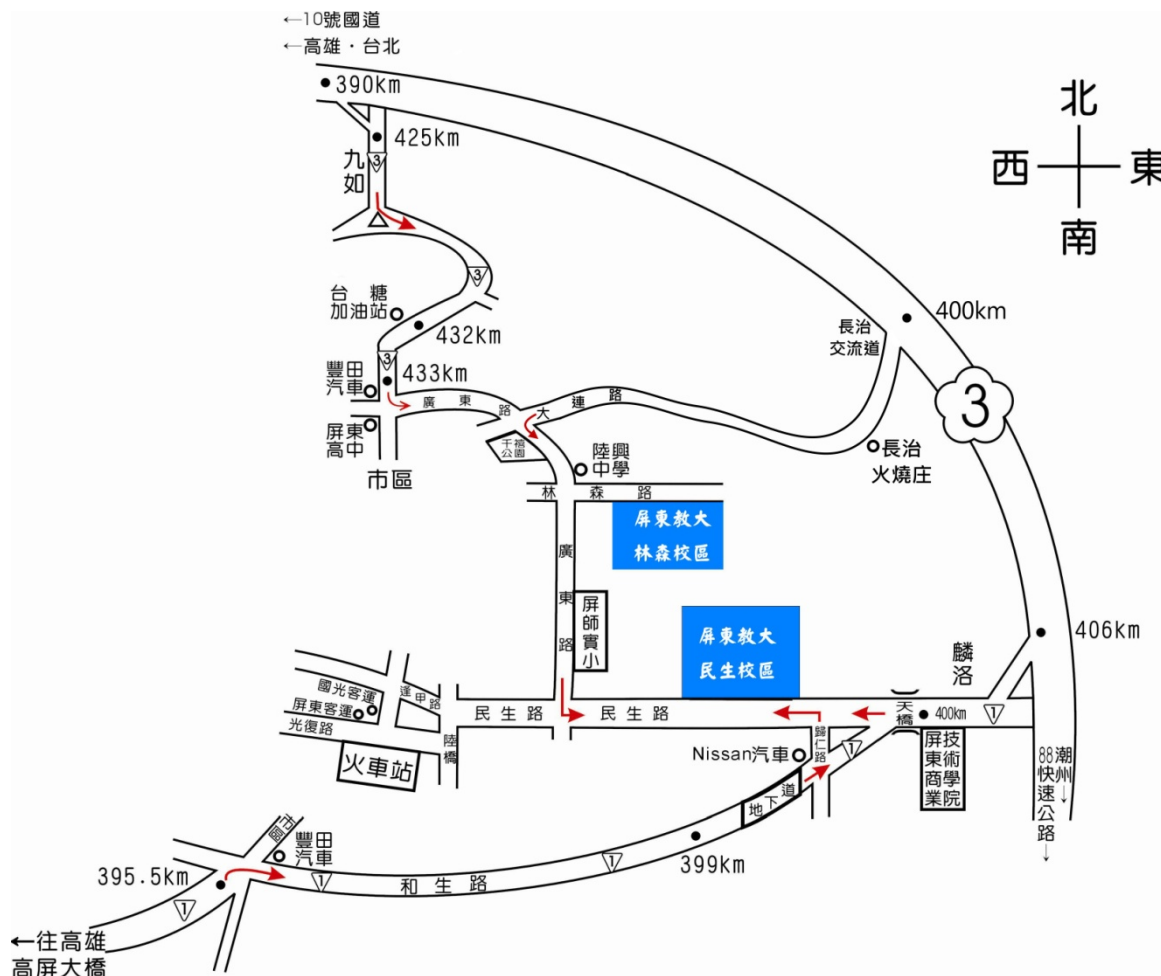 ←10號國道
←高雄．台北
390km
425km
3
九如
北
西 東
南
3
台糖
加油站
432km
400km
長治
交流道
3
433km
豐田
汽車
廣東路
大連路
3
屏東
高中
千禧
公園
陸興
中學
長治
火燒庄
市區
林森路
屏東教大
林森校區
廣東路
屏師實小
屏東教大
民生校區
406km
麟洛
國光客運
逢甲路
屏東客運
光復路
民生路
民生路
天橋
400km
1
陸橋
火車站
Nissan汽車
歸仁路
1
屏東商業
技術學院
潮州↓
88快速公路↓
地下道
市區
豐田
汽車
399km
1
395.5km
1
和生路
1
←往高雄
高屏大橋